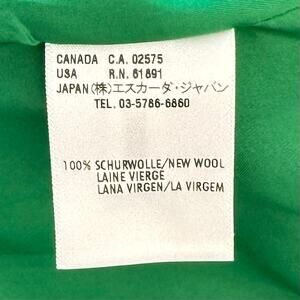 CANADA C.A. 02575
USA R.N. 61891
JAPAN (株)エスカーダ・ジャパン
TEL. 03-5786-6860
100% SCHURWOLLE/NEW WOOL
LAINE VIERGE
LANA VIRGEN/LA VIRGEM